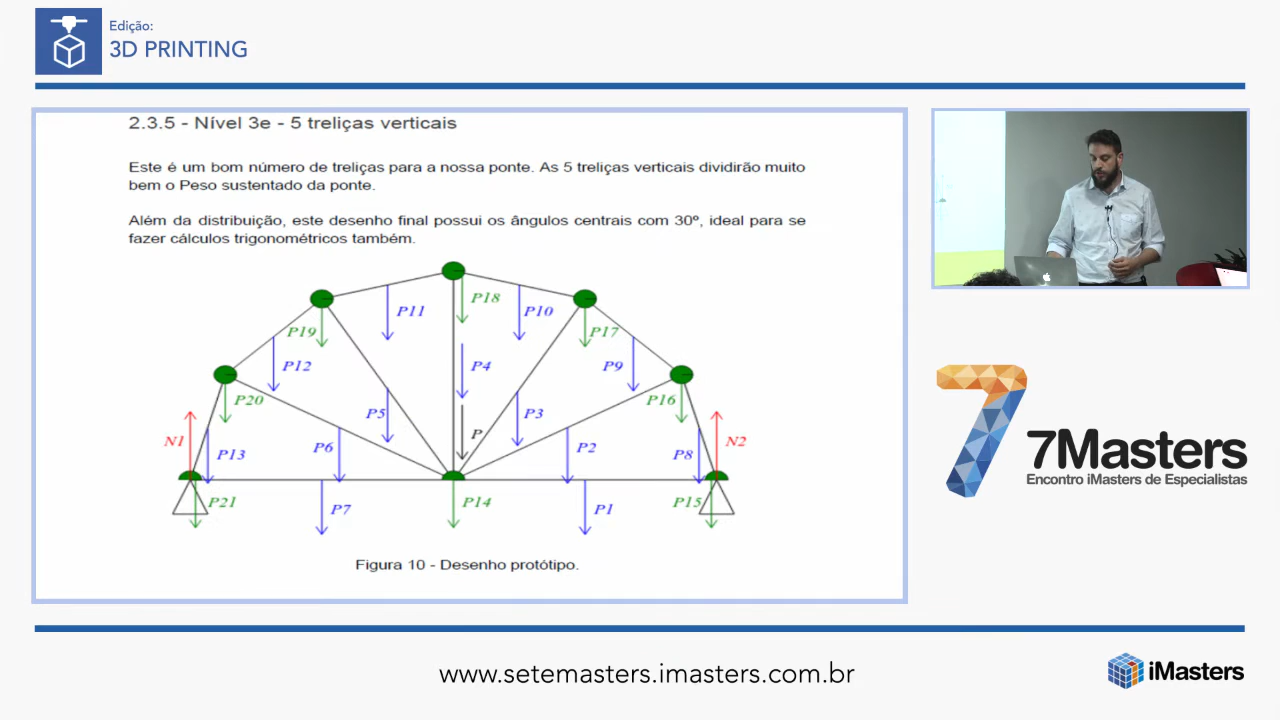 Edição:
3D PRINTING
2.3.5 - Nível 3e - 5 treliças verticais
Este é um bom número de treliças para a nossa ponte. As 5 treliças verticais dividirão muito
bem o Peso sustentado da ponte.
Além da distribuição, este desenho final possui os ângulos centrais com 30º, ideal para se
fazer cálculos trigonométricos também.
P18
P11
P10
P19
P17
P12
P4
P9
P20
P16
P5
P3
N1
P
N2
P13
P6
P2
P8
P21
P14
P15
P7
P1
Figura 10 - Desenho protótipo.
7Masters
Encontro iMasters de Especialistas
www.setemasters.imasters.com.br
iMasters